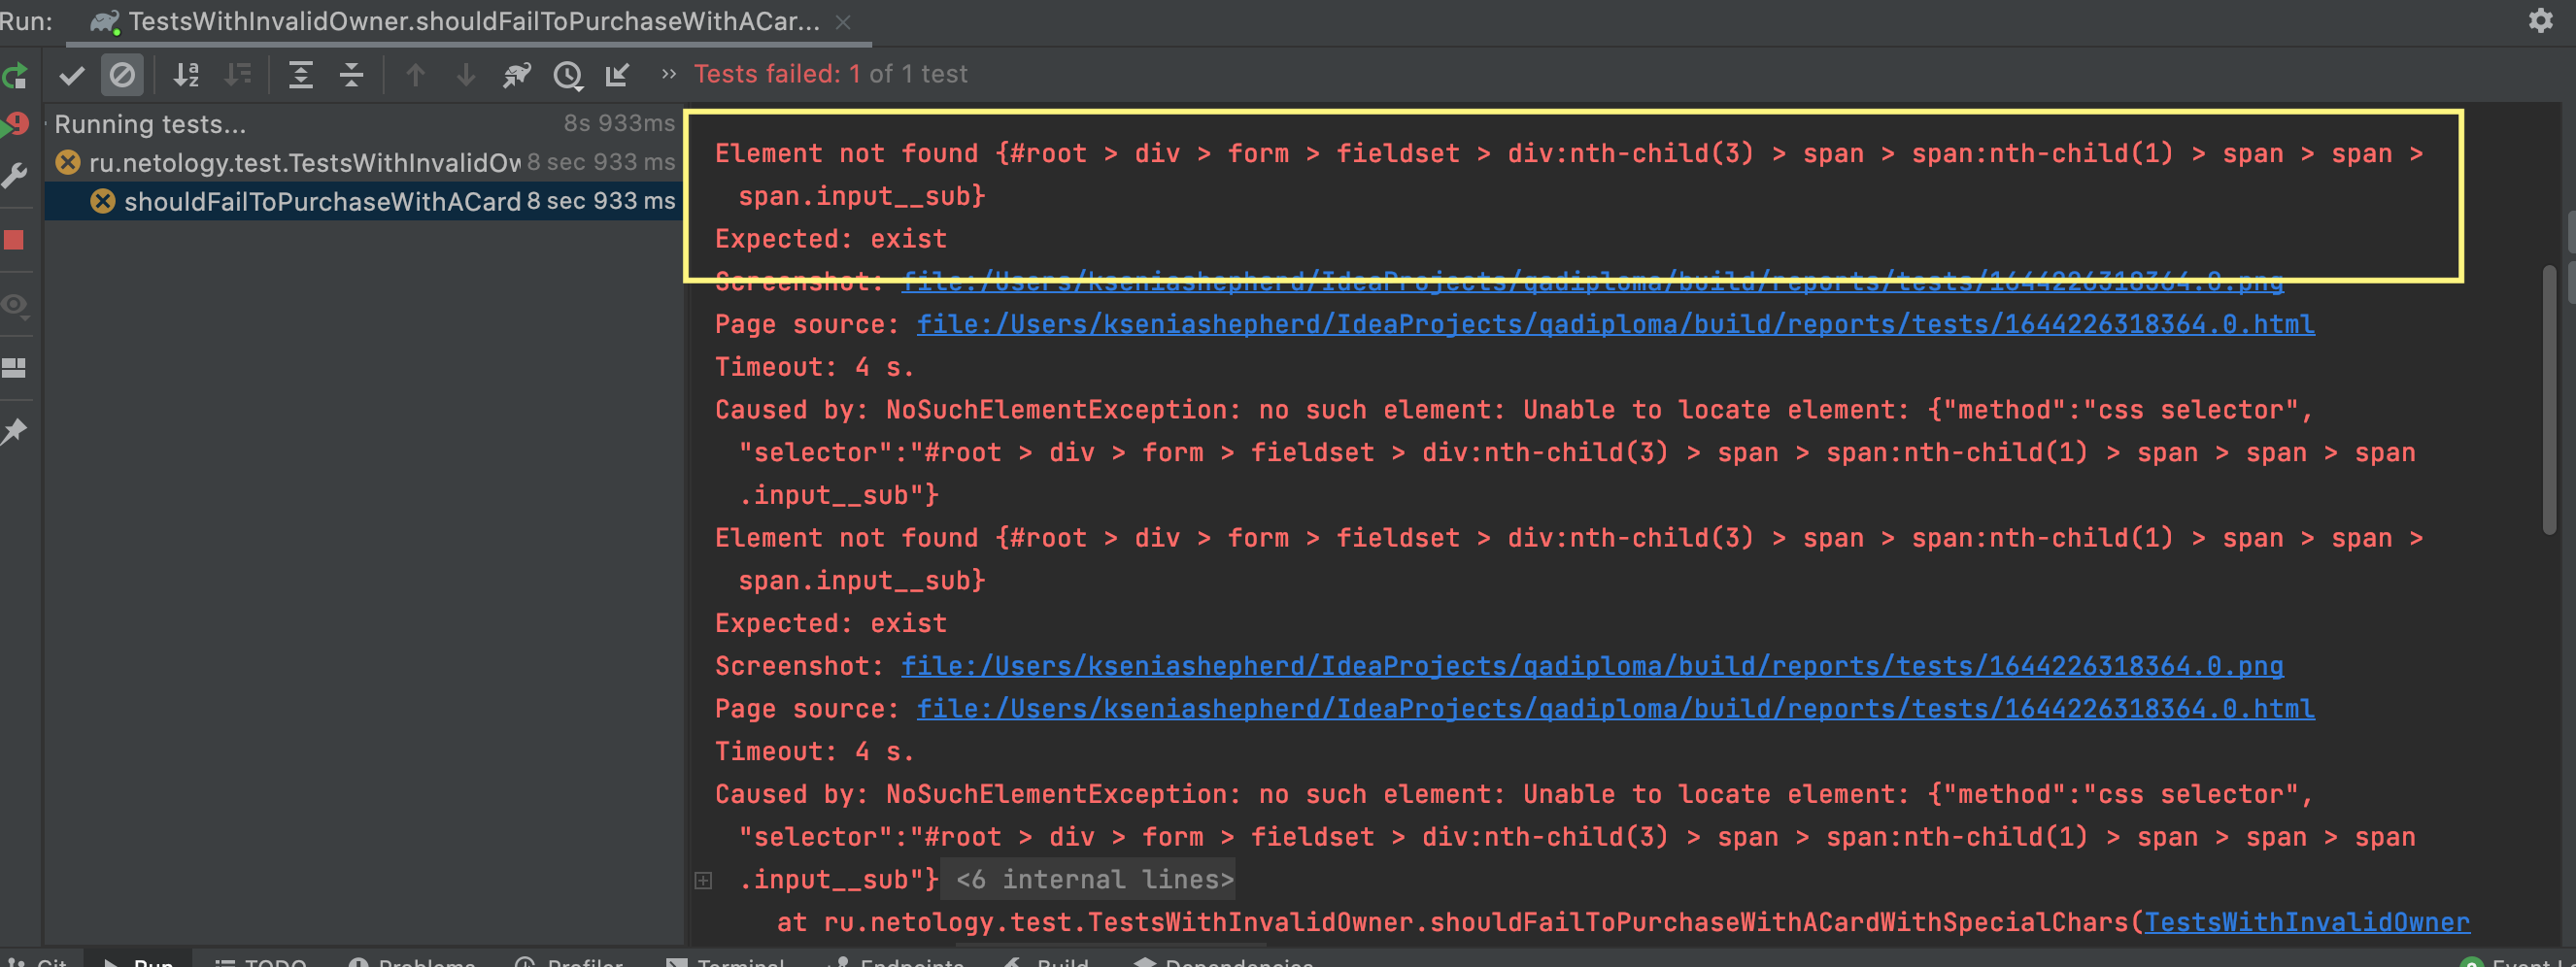 Run:
TestsWithInvalidOwner.shouldFailToPurchaseWithACar...
Tests failed: 1 of 1 test
Running tests... 8s 933ms
ru.netology.test.TestsWithInvalidOw 8 sec 933 ms
shouldFailToPurchaseWithACard 8 sec 933 ms
Element not found {#root > div > form > fieldset > div:nth-child(3) > span > span:nth-child(1) > span > span >
span.input__sub}
Expected: exist
Screenshot: file:/Users/kseniashepherd/IdeaProjects/qadiploma/build/reports/tests/1644226318364.0.png
Page source: file:/Users/kseniashepherd/IdeaProjects/qadiploma/build/reports/tests/1644226318364.0.html
Timeout: 4 s.
Caused by: NoSuchElementException: no such element: Unable to locate element: {"method":"css selector",
"selector":"#root > div > form > fieldset > div:nth-child(3) > span > span:nth-child(1) > span > span > span
.input__sub"}
Element not found {#root > div > form > fieldset > div:nth-child(3) > span > span:nth-child(1) > span > span >
span.input__sub}
Expected: exist
Screenshot: file:/Users/kseniashepherd/IdeaProjects/qadiploma/build/reports/tests/1644226318364.0.png
Page source: file:/Users/kseniashepherd/IdeaProjects/qadiploma/build/reports/tests/1644226318364.0.html
Timeout: 4 s.
Caused by: NoSuchElementException: no such element: Unable to locate element: {"method":"css selector",
"selector":"#root > div > form > fieldset > div:nth-child(3) > span > span:nth-child(1) > span > span > span
.input__sub"} <6 internal lines>
at ru.netology.test.TestsWithInvalidOwner.shouldFailToPurchaseWithACardWithSpecialChars(TestsWithInvalidOwner
Git Run TODO Problems Profiler Terminal Endpoints Build Dependencies Event L